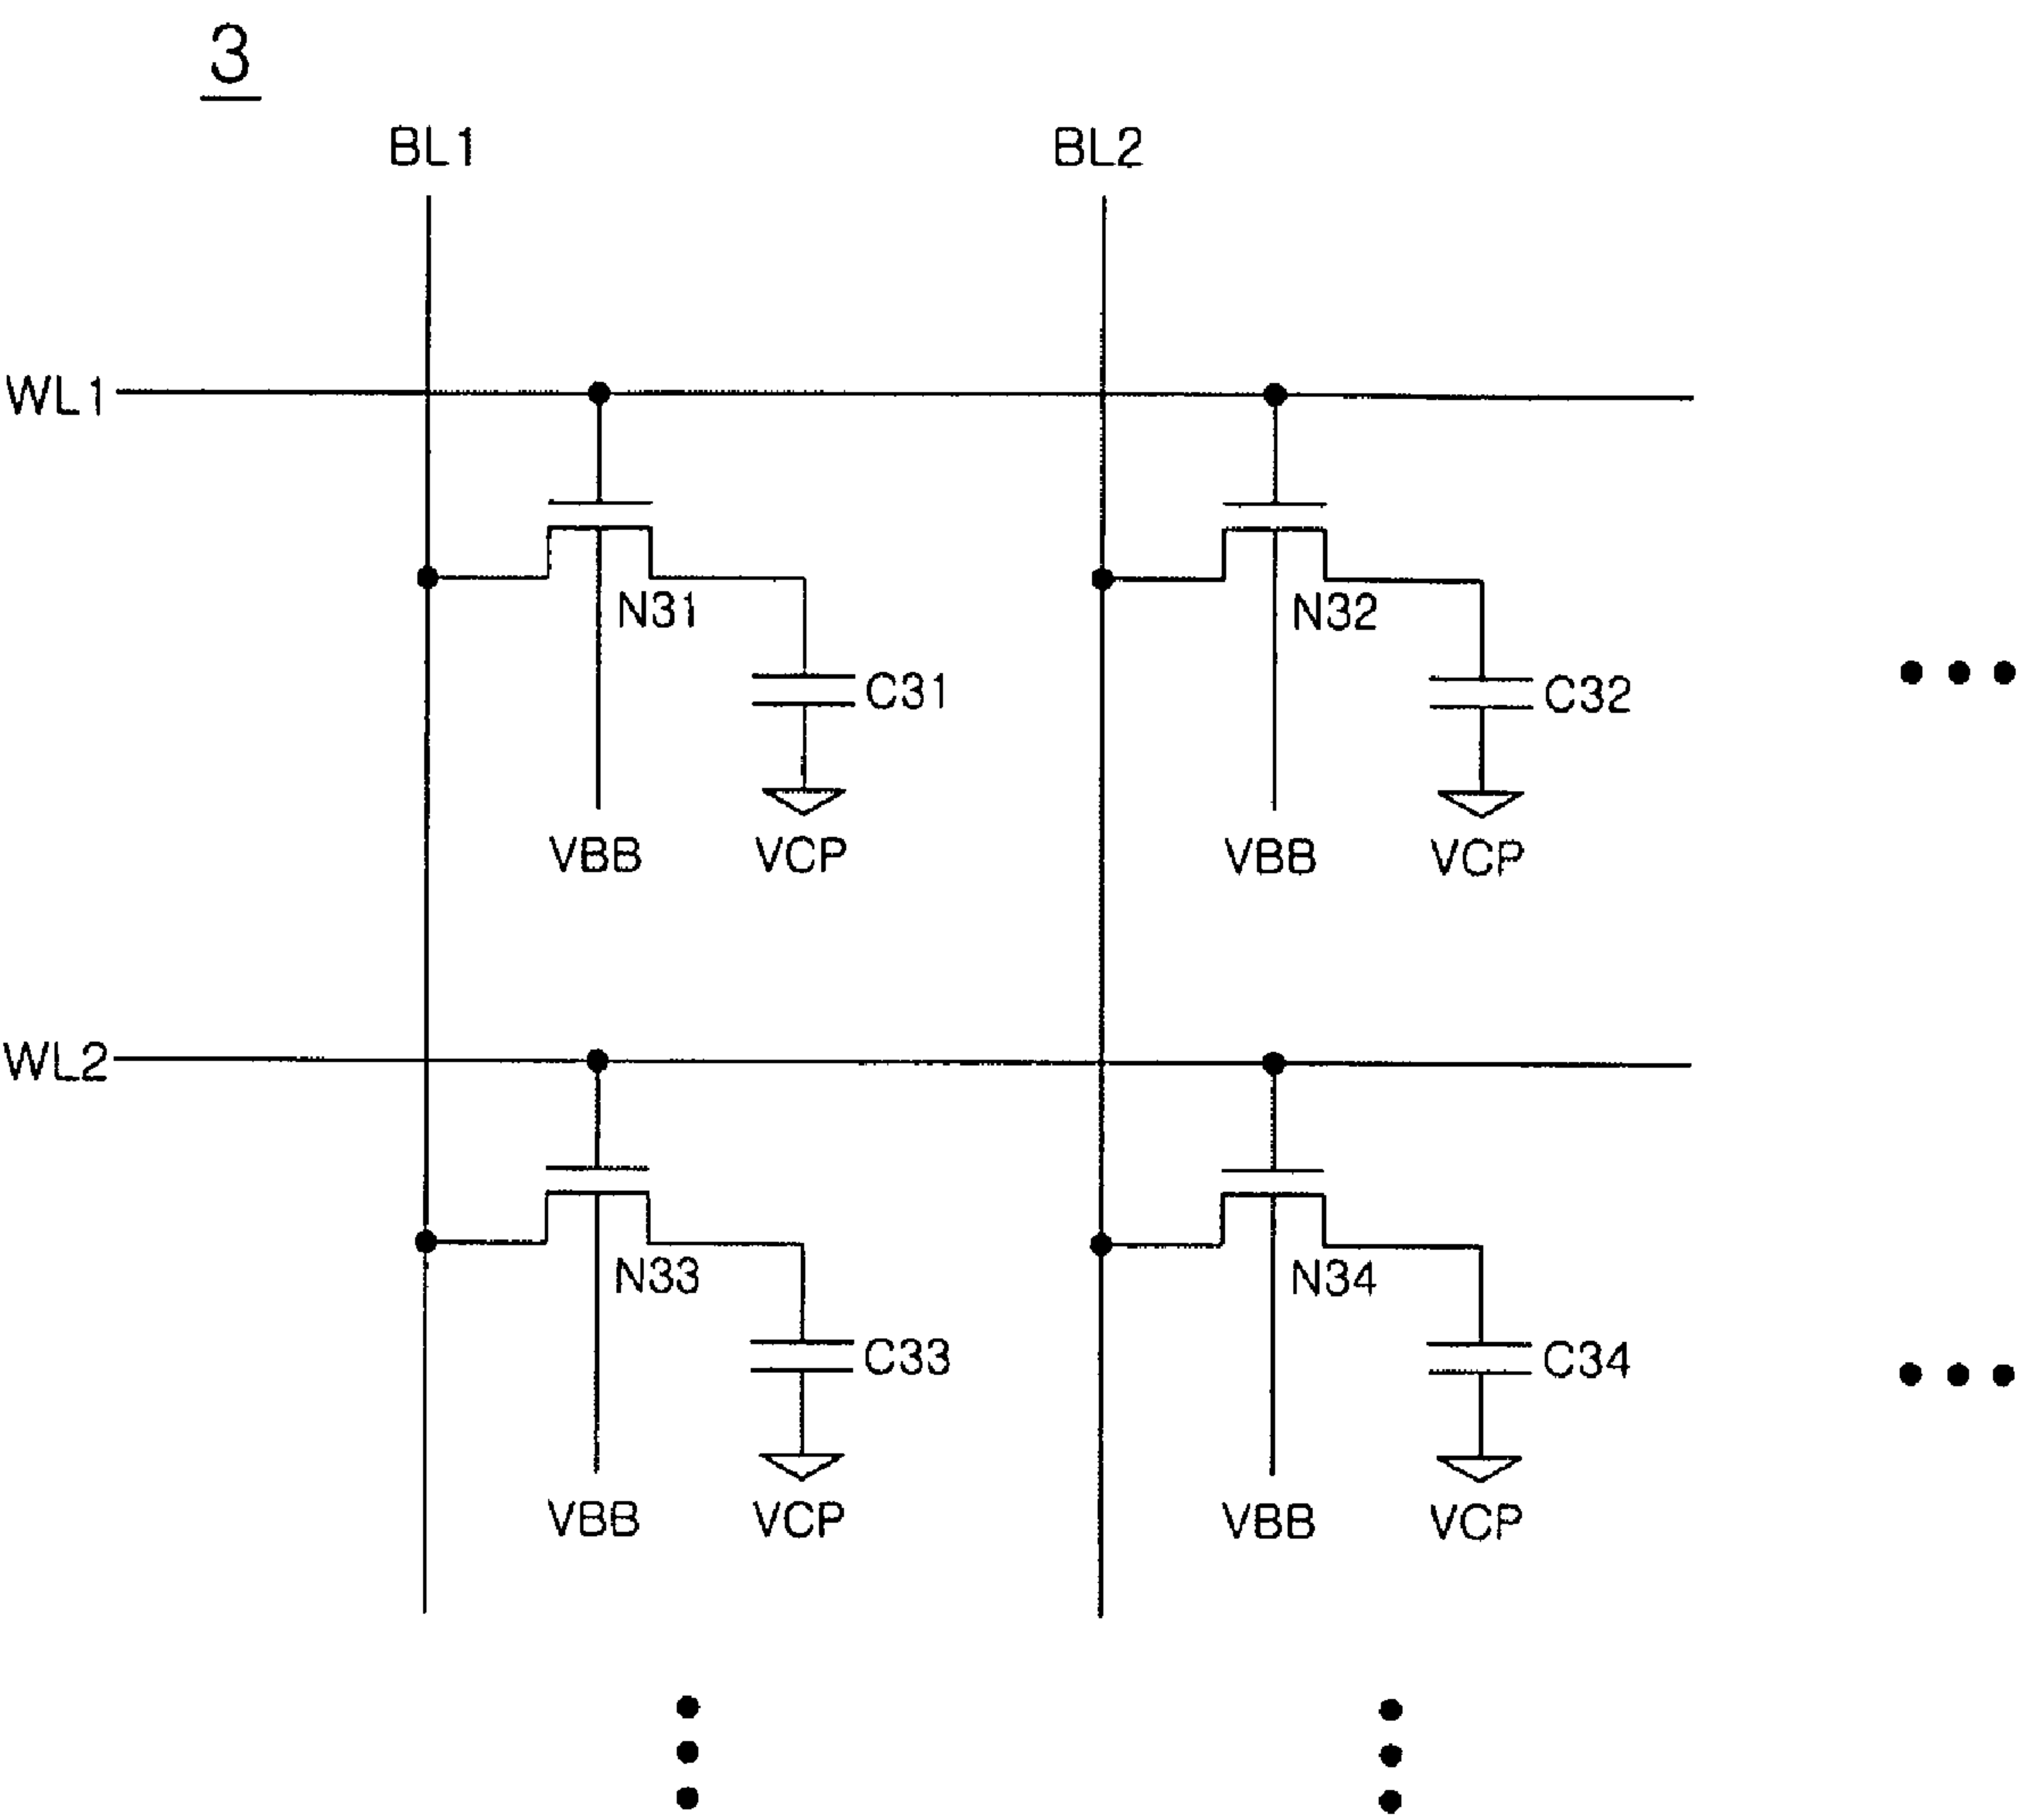 3
BL1 BL2
WL1
N31 N32
C31 C32
VBB VCP VBB VCP
WL2
N33 N34
C33 C34
VBB VCP VBB VCP